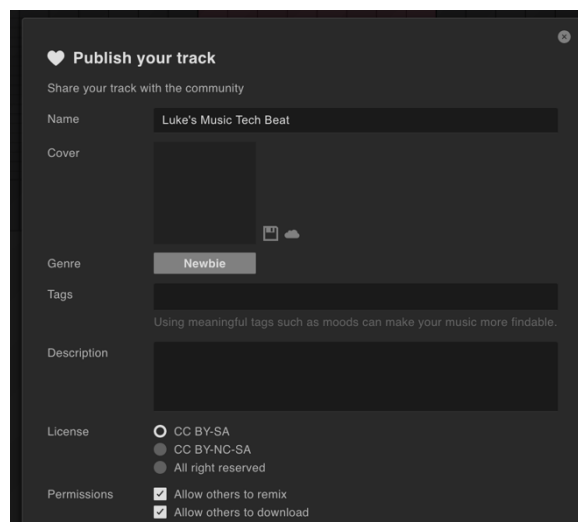 Publish your track
Share your track with the community
Name
Luke's Music Tech Beat
Cover
Genre
Newbie
Tags
Using meaningful tags such as moods can make your music more findable.
Description
License
CC BY-SA
CC BY-NC-SA
All right reserved
Permissions
Allow others to remix
Allow others to download